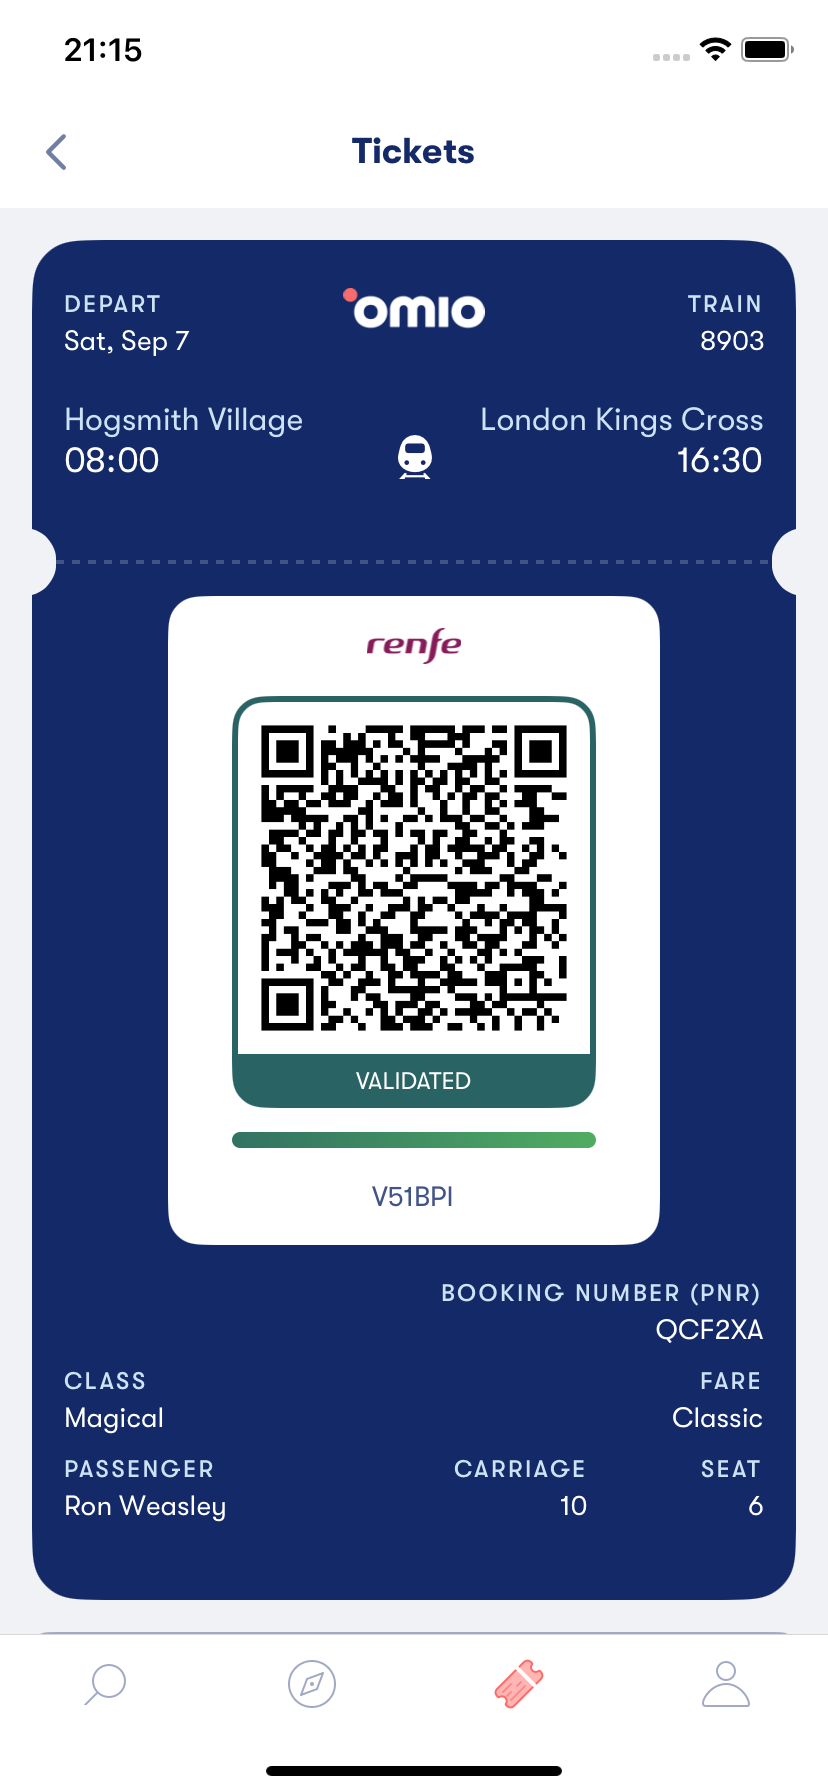 21:15
Tickets
DEPART
omio
TRAIN
Sat, Sep 7
8903
Hogsmith Village
London Kings Cross
08:00
16:30
renfe
VALIDATED
V51BPI
BOOKING NUMBER (PNR)
QCF2XA
CLASS
FARE
Magical
Classic
PASSENGER
CARRIAGE
SEAT
Ron Weasley
10
6